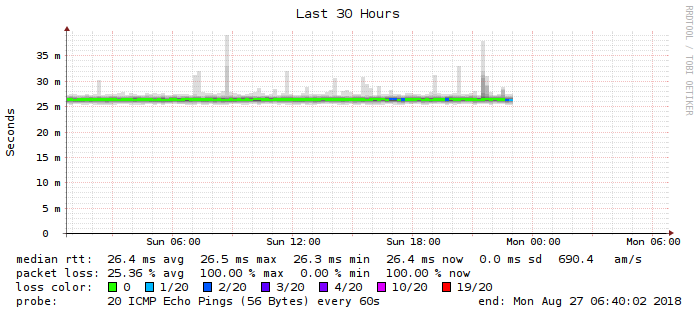 Last 30 Hours
RRDTOOL / TOBI OETIKER
Seconds
35 m
30 m
25 m
20 m
15 m
10 m
5 m
0
Sun 06:00 Sun 12:00 Sun 18:00 Mon 00:00 Mon 06:00
median rtt: 26.4 ms avg 26.5 ms max 26.3 ms min 26.4 ms now 0.0 ms sd 690.4 am/s
packet loss: 25.36 % avg 100.00 % max 0.00 % min 100.00 % now
loss color: 0 1/20 2/20 3/20 4/20 10/20 19/20
probe: 20 ICMP Echo Pings (56 Bytes) every 60s end: Mon Aug 27 06:40:02 2018